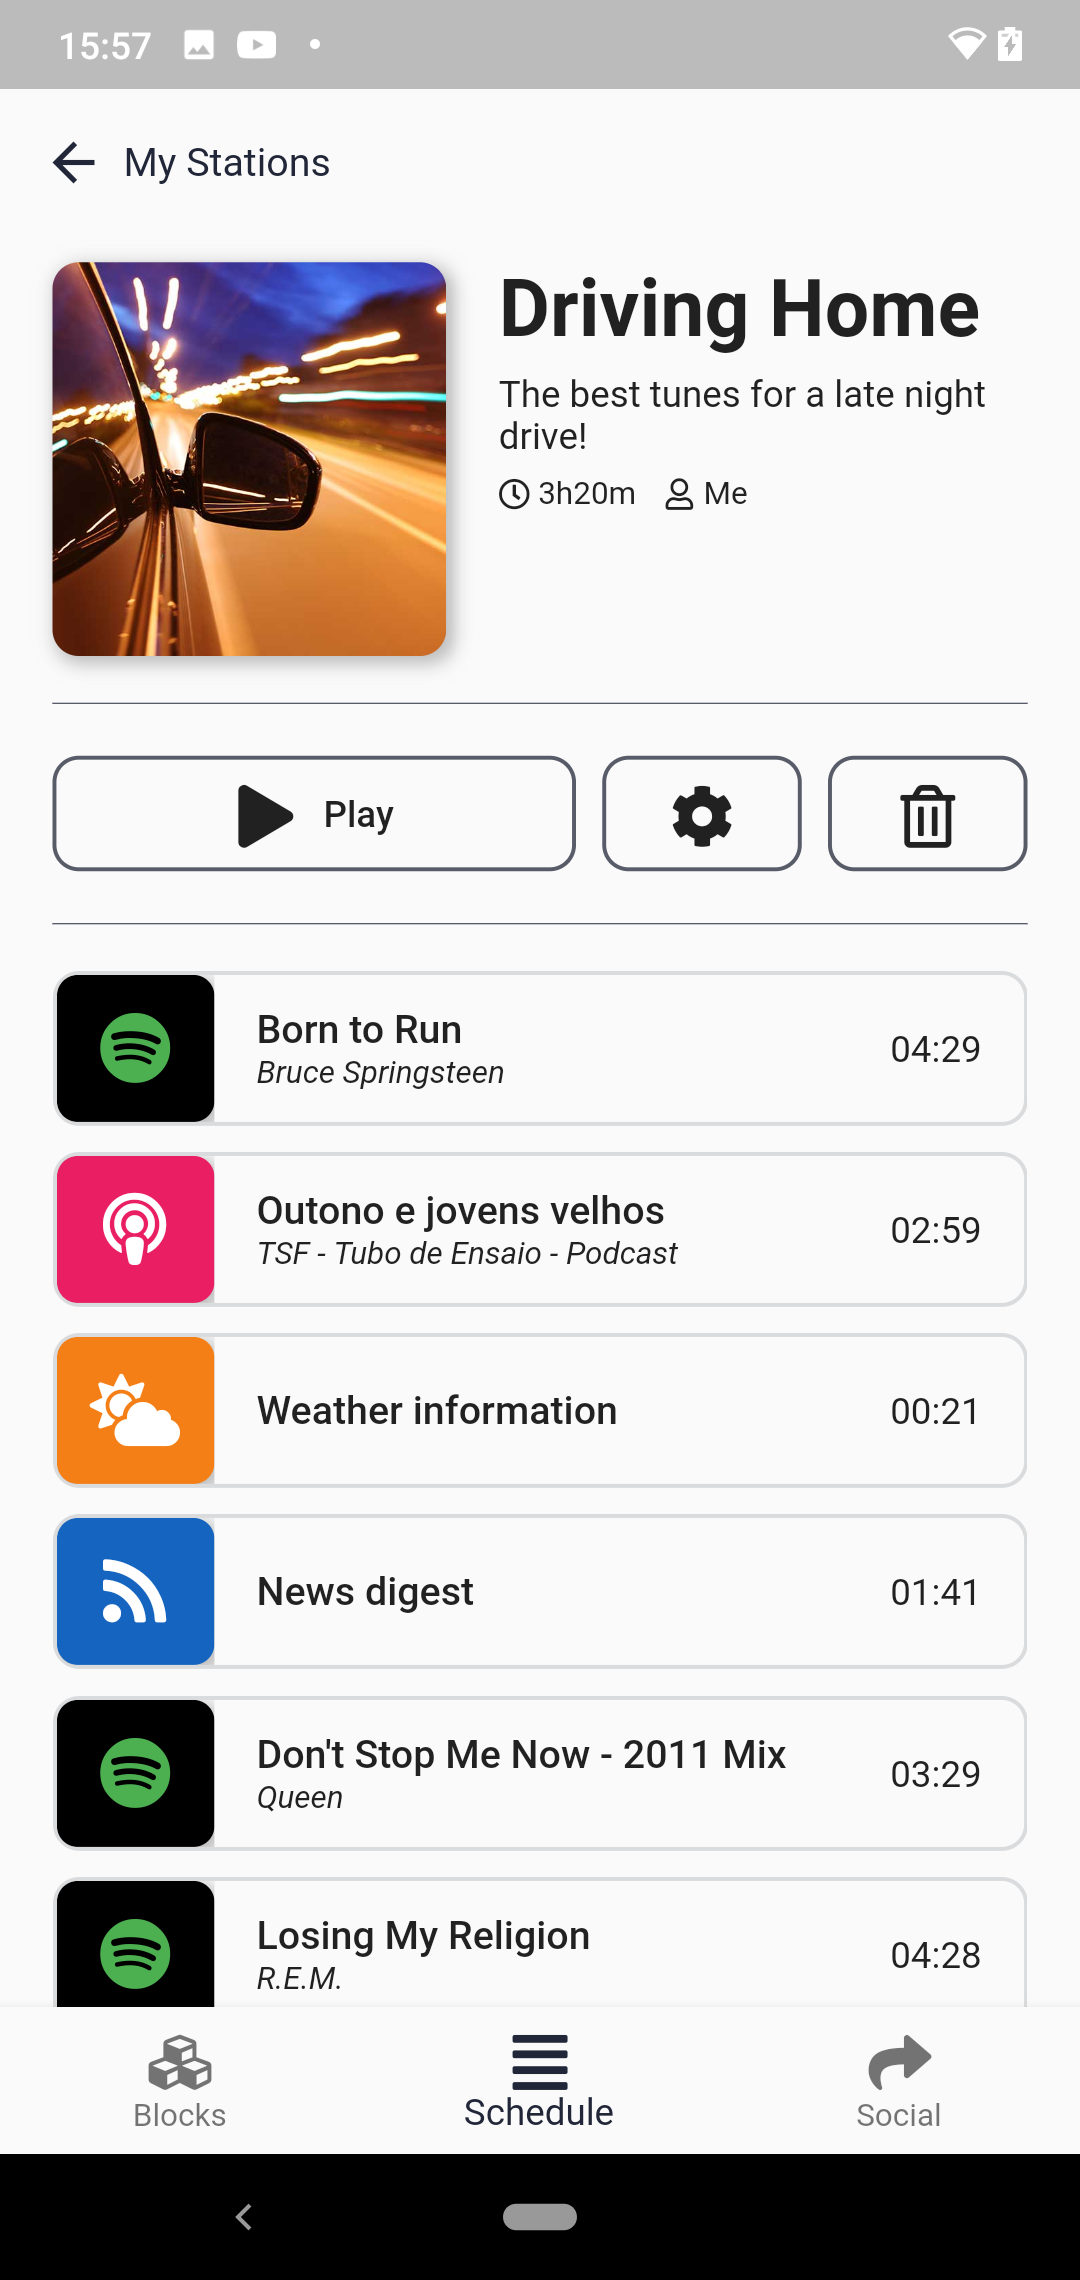 15:57
My Stations
Driving Home
The best tunes for a late night
drive!
3h20m Me
Play
Born to Run
Bruce Springsteen
04:29
Outono e jovens velhos
TSF - Tubo de Ensaio - Podcast
02:59
Weather information
00:21
News digest
01:41
Don't Stop Me Now - 2011 Mix
Queen
03:29
Losing My Religion
R.E.M.
04:28
Blocks
Schedule
Social